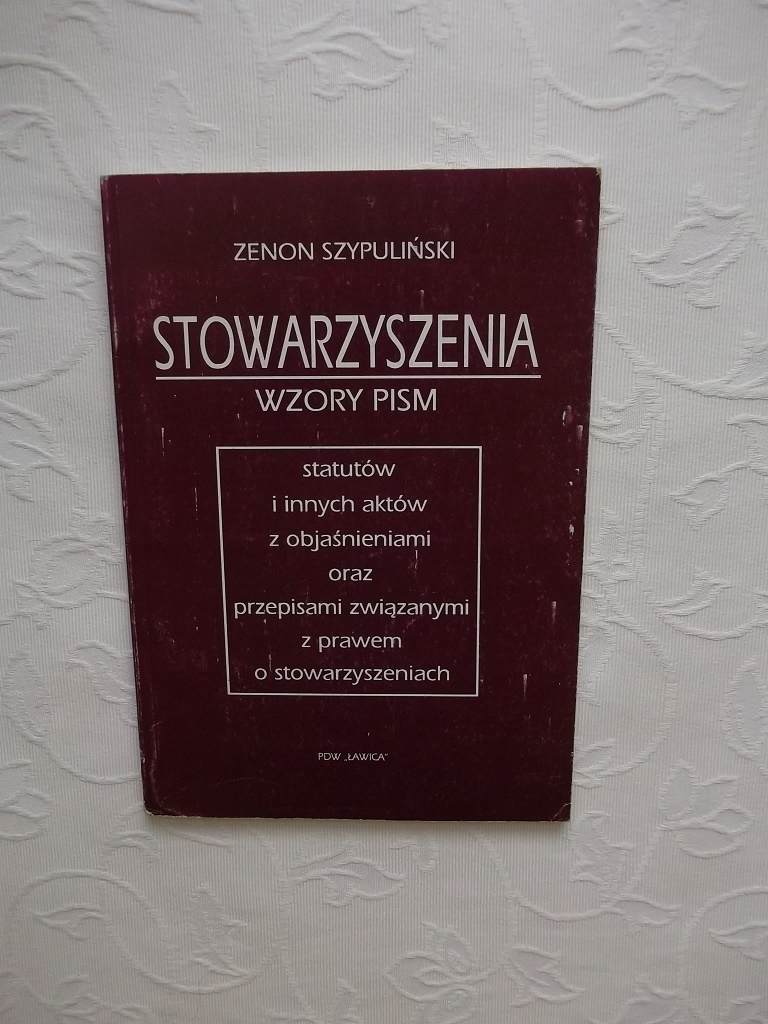 ZENON SZYPULIŃSKI
STOWARZYSZENIA
WZORY PISM
statutów
i innych aktów
z objaśnieniami
oraz
przepisami związanymi
z prawem
o stowarzyszeniach
PDW „ŁAWICA"